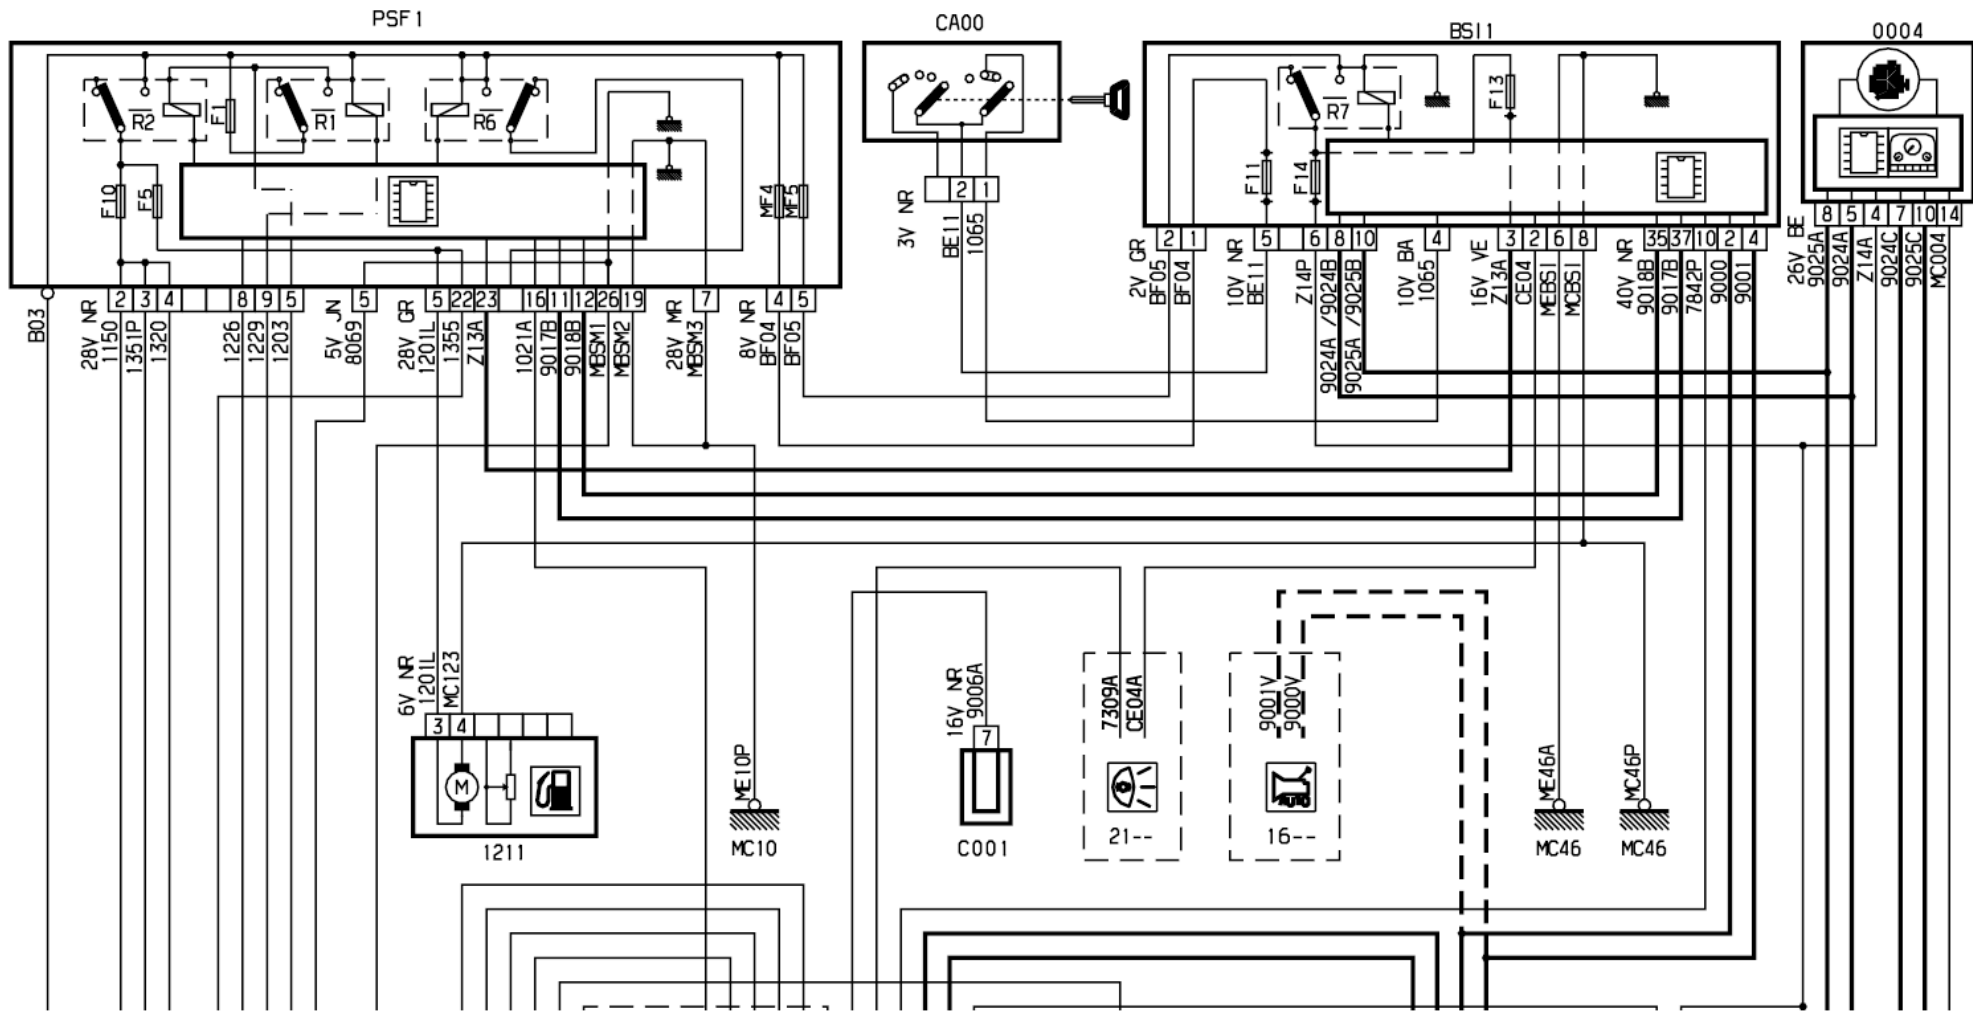 PSF1
CA00
BSI1
0004
R2
F1
R1
R6
R7
F13
F10
F5
MF4
MF5
F11
F14
2 1
3V NR
BE11
1065
2 3 4 8 9 5
5
5 22 23 16 11 12 26 19
7
4 5
2 1
5
6 8 10
4
3 2 6 8
35 37 10 2 4
8 5 4 7 10 14
B03
28V NR
1150
1351P
1320
1226
1229
1203
5V JN
8069
28V GR
1201L
1355
Z13A
1021A
9017B
9018B
MBSM1
MBSM2
28V MR
MBSM3
8V NR
BF04
BF05
2V GR
BF05
BF04
10V NR
BE11
Z14P
9024A /9024B
9025A /9025B
10V BA
1065
16V VE
Z13A
CE04
MEBSI
MCBSI
40V NR
9018B
9017B
7842P
9000
9001
26V BE
9025A
9024A
Z14A
9024C
9025C
MC004
6V NR
1201L
MC123
3 4
M
1211
ME10P
MC10
16V NR
9006A
7
C001
7309A
CE04A
21--
9001V
9000V
AUTO
16--
ME46A
MC46
MC46P
MC46